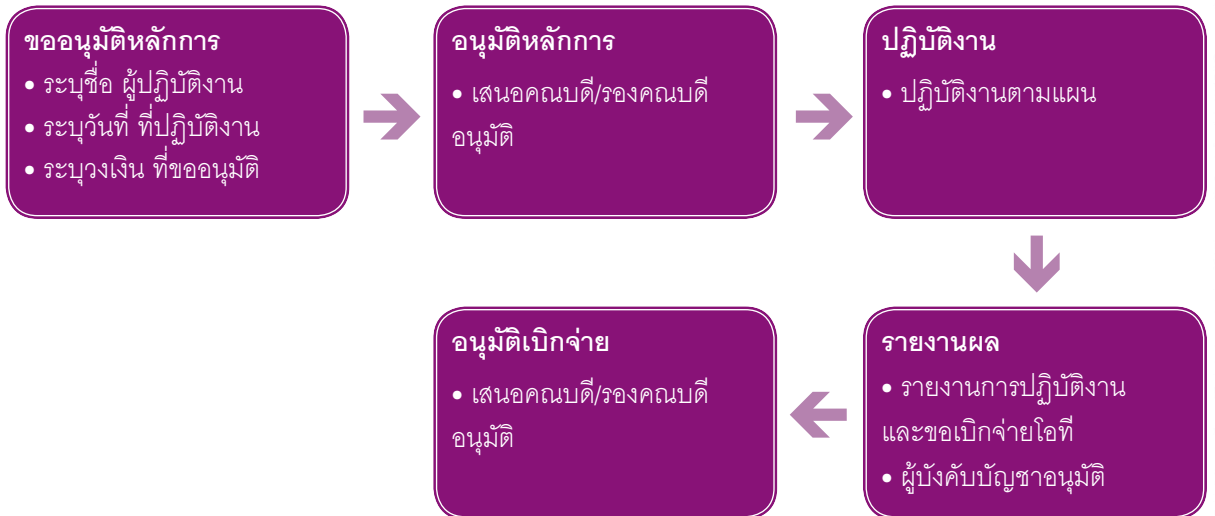 ขออนุมัติหลักการ
• ระบุชื่อ ผู้ปฏิบัติงาน
• ระบุวันที่ ที่ปฏิบัติงาน
• ระบุวงเงิน ที่ขออนุมัติ
อนุมัติหลักการ
• เสนอคณบดี/รองคณบดี
อนุมัติ
ปฏิบัติงาน
• ปฏิบัติงานตามแผน
รายงานผล
• รายงานการปฏิบัติงาน
และขอเบิกจ่ายโอที
• ผู้บังคับบัญชาอนุมัติ
อนุมัติเบิกจ่าย
• เสนอคณบดี/รองคณบดี
อนุมัติ